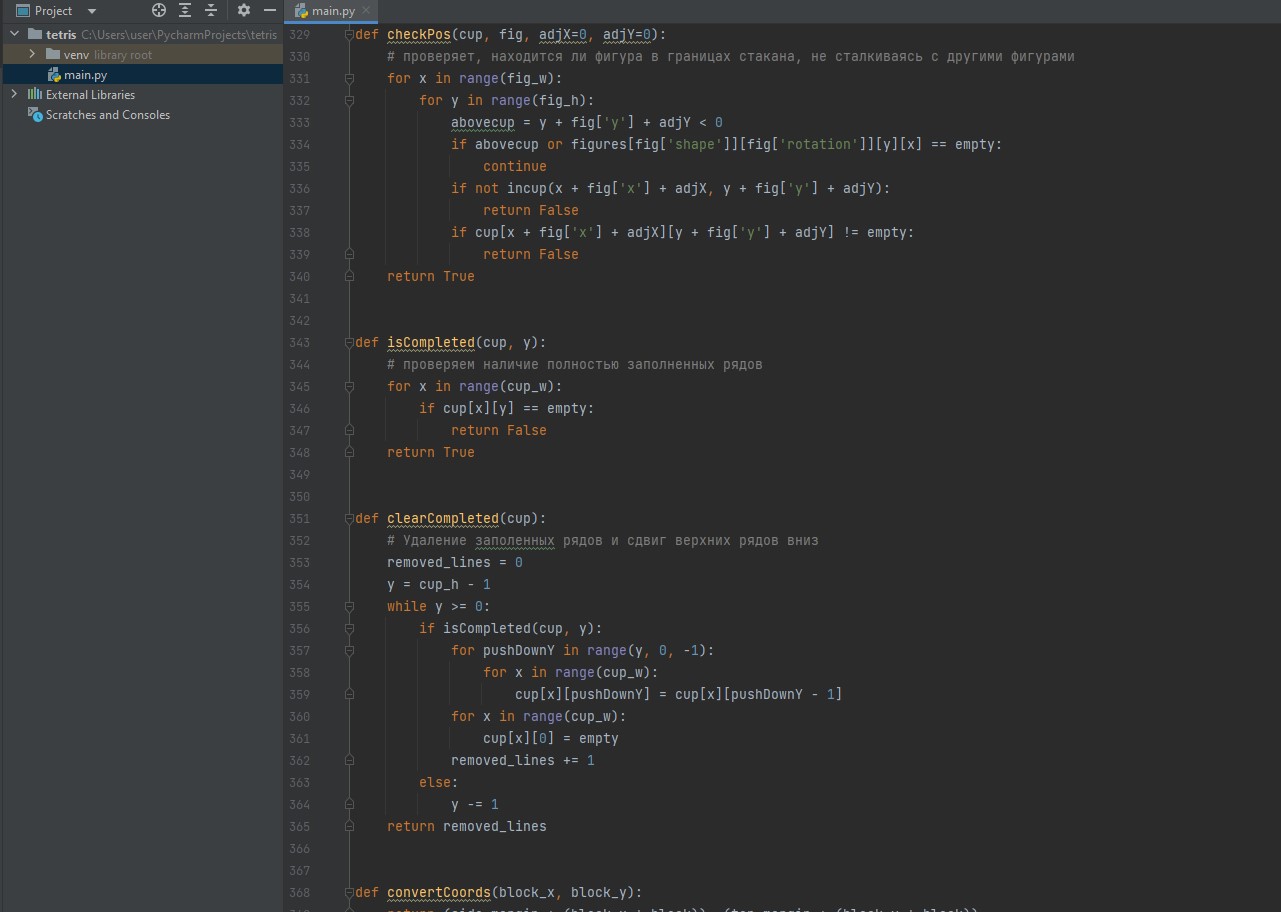 Project
main.py
tetris C:\Users\user\PycharmProjects\tetris
venv library root
main.py
External Libraries
Scratches and Consoles
329 def checkPos(cup, fig, adjX=0, adjY=0):
330     # проверяет, находится ли фигура в границах стакана, не сталкиваясь с другими фигурами
331     for x in range(fig_w):
332         for y in range(fig_h):
333             abovecup = y + fig['y'] + adjY < 0
334             if abovecup or figures[fig['shape']][fig['rotation']][y][x] == empty:
335                 continue
336             if not incup(x + fig['x'] + adjX, y + fig['y'] + adjY):
337                 return False
338             if cup[x + fig['x'] + adjX][y + fig['y'] + adjY] != empty:
339                 return False
340     return True
341
342
343 def isCompleted(cup, y):
344     # проверяем наличие полностью заполненных рядов
345     for x in range(cup_w):
346         if cup[x][y] == empty:
347             return False
348     return True
349
350
351 def clearCompleted(cup):
352     # Удаление заполенных рядов и сдвиг верхних рядов вниз
353     removed_lines = 0
354     y = cup_h - 1
355     while y >= 0:
356         if isCompleted(cup, y):
357             for pushDownY in range(y, 0, -1):
358                 for x in range(cup_w):
359                     cup[x][pushDownY] = cup[x][pushDownY - 1]
360             for x in range(cup_w):
361                 cup[x][0] = empty
362             removed_lines += 1
363         else:
364             y -= 1
365     return removed_lines
366
367
368 def convertCoords(block_x, block_y):